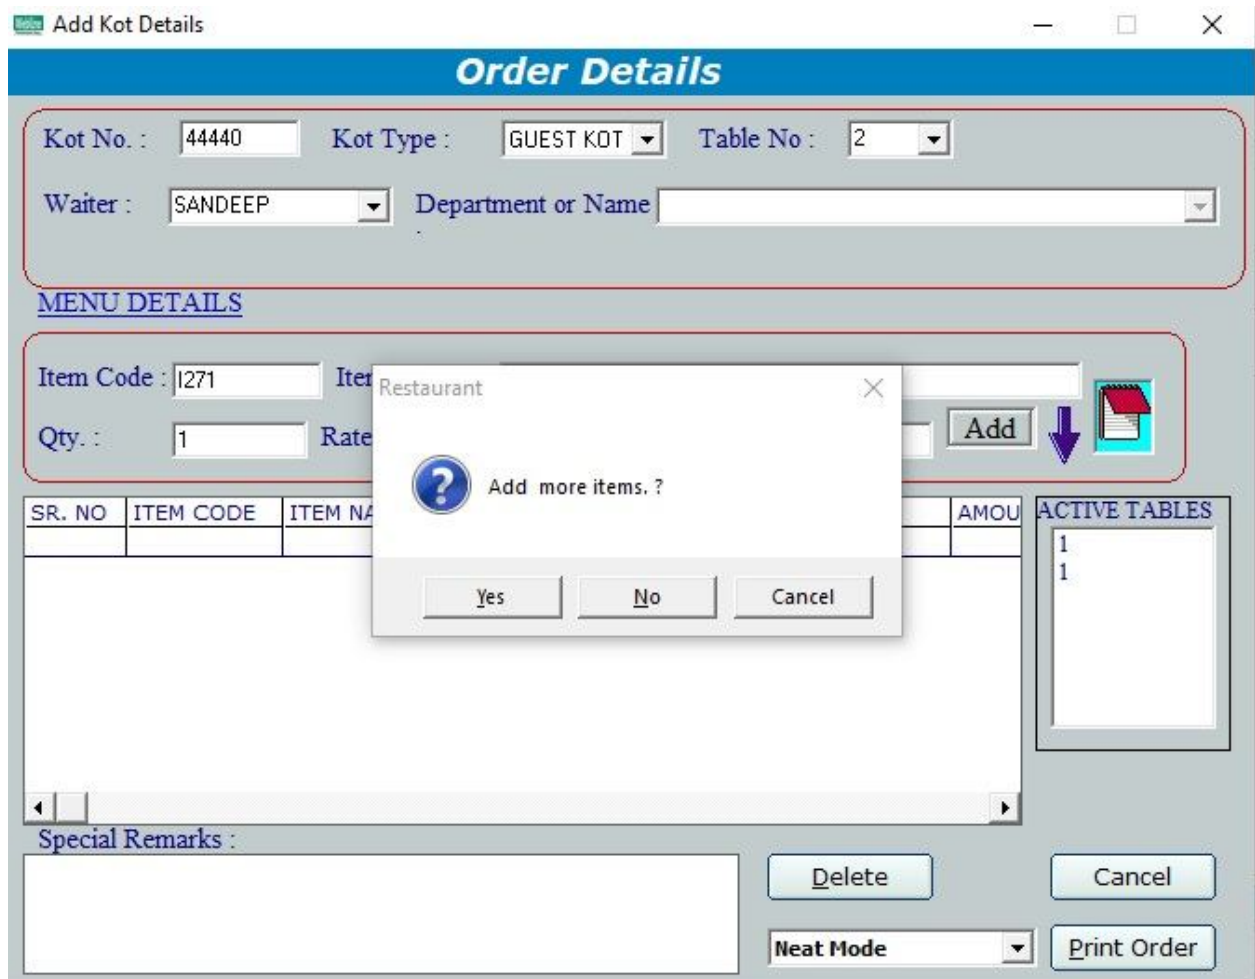 Add Kot Details
Order Details
Kot No. : 44440 Kot Type : GUEST KOT Table No : 2
Waiter : SANDEEP Department or Name :
MENU DETAILS
Item Code : I271
Restaurant
Qty. : 1 Rate Add
Add more items. ?
SR. NO ITEM CODE ITEM NA AMOU ACTIVE TABLES
1
1
Yes No Cancel
Special Remarks :
Delete Cancel
Neat Mode Print Order